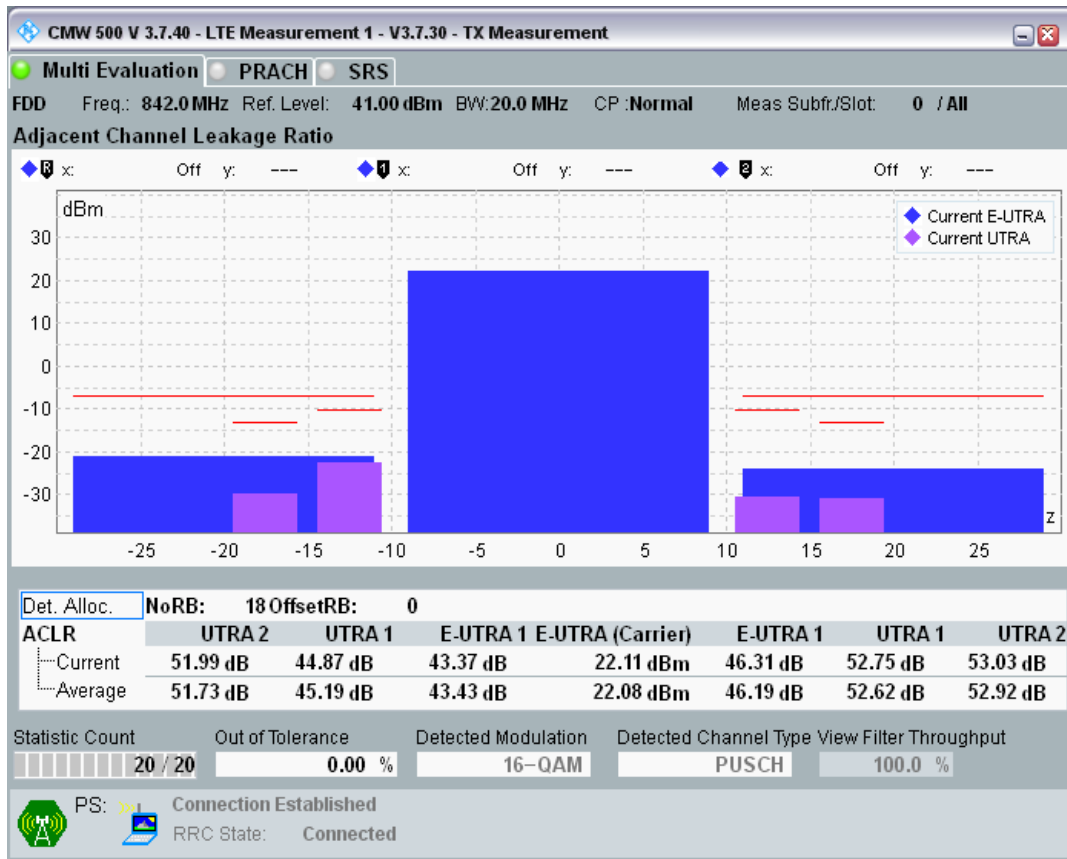 CMW 500 V 3.7.40 - LTE Measurement 1 - V3.7.30 - TX Measurement
Multi Evaluation PRACH SRS
FDD Freq.: 842.0 MHz Ref. Level: 41.00 dBm BW: 20.0 MHz CP :Normal Meas Subfr./Slot: 0 / All
Adjacent Channel Leakage Ratio
R x: Off y: --- 1 x: Off y: --- 2 x: Off y: ---
dBm
Current E-UTRA
Current UTRA
30
20
10
0
-10
-20
-30
z
-25 -20 -15 -10 -5 0 5 10 15 20 25
Det. Alloc. NoRB: 18 OffsetRB: 0
ACLR UTRA 2 UTRA 1 E-UTRA 1 E-UTRA (Carrier) E-UTRA 1 UTRA 1 UTRA 2
Current 51.99 dB 44.87 dB 43.37 dB 22.11 dBm 46.31 dB 52.75 dB 53.03 dB
Average 51.73 dB 45.19 dB 43.43 dB 22.08 dBm 46.19 dB 52.62 dB 52.92 dB
Statistic Count Out of Tolerance Detected Modulation Detected Channel Type View Filter Throughput
20 / 20 0.00 % 16-QAM PUSCH 100.0 %
PS: Connection Established
RRC State: Connected